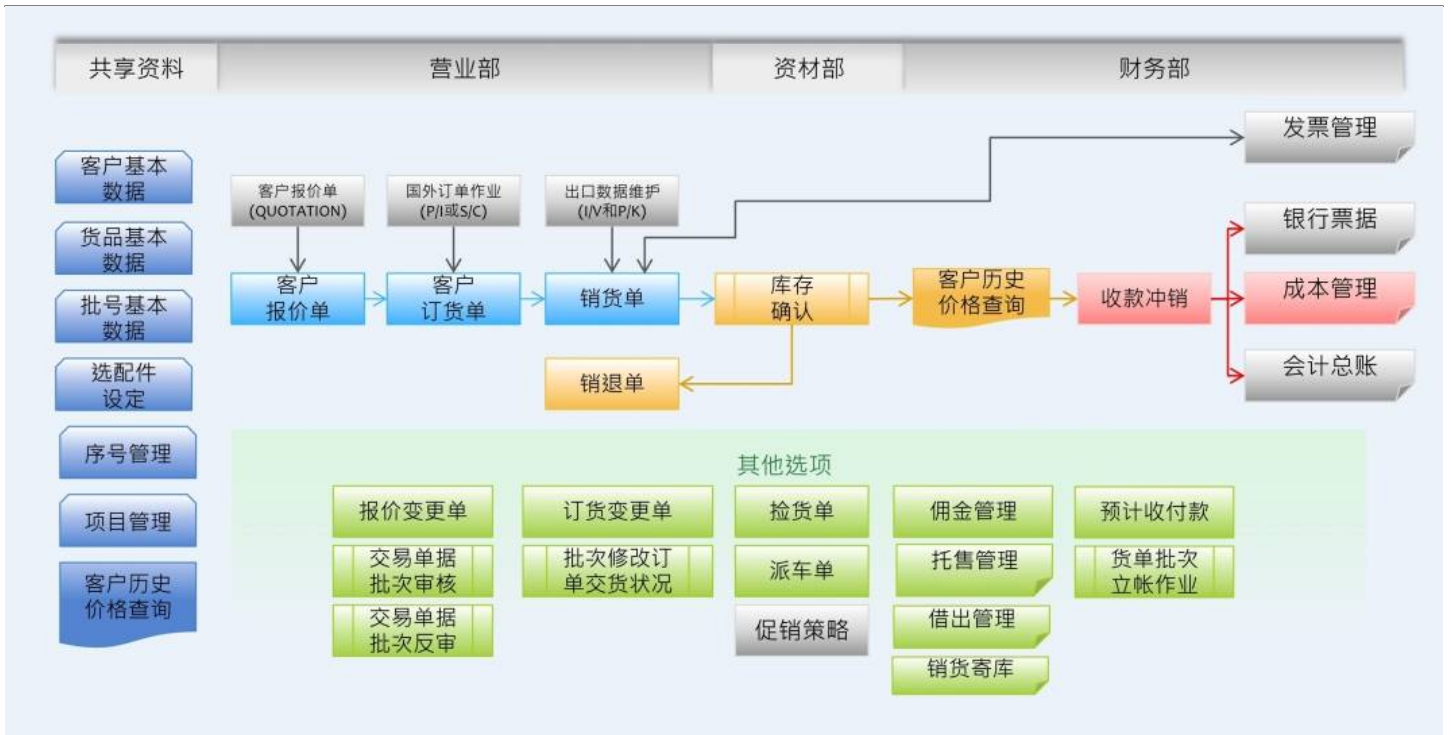 共享资料
营业部
资材部
财务部
客户基本
数据
货品基本
数据
批号基本
数据
选配件
设定
序号管理
项目管理
客户历史
价格查询
客户报价单
(QUOTATION)
国外订单作业
(P/I或S/C)
出口数据维护
(I/V和P/K)
客户
报价单
客户
订货单
销货单
库存
确认
客户历史
价格查询
收款冲销
发票管理
银行票据
成本管理
会计总账
销退单
其他选项
报价变更单
订货变更单
捡货单
佣金管理
预计收付款
交易单据
批次审核
批次修改订
单交货状况
派车单
托售管理
货单批次
立帐作业
交易单据
批次反审
促销策略
借出管理
销货寄库